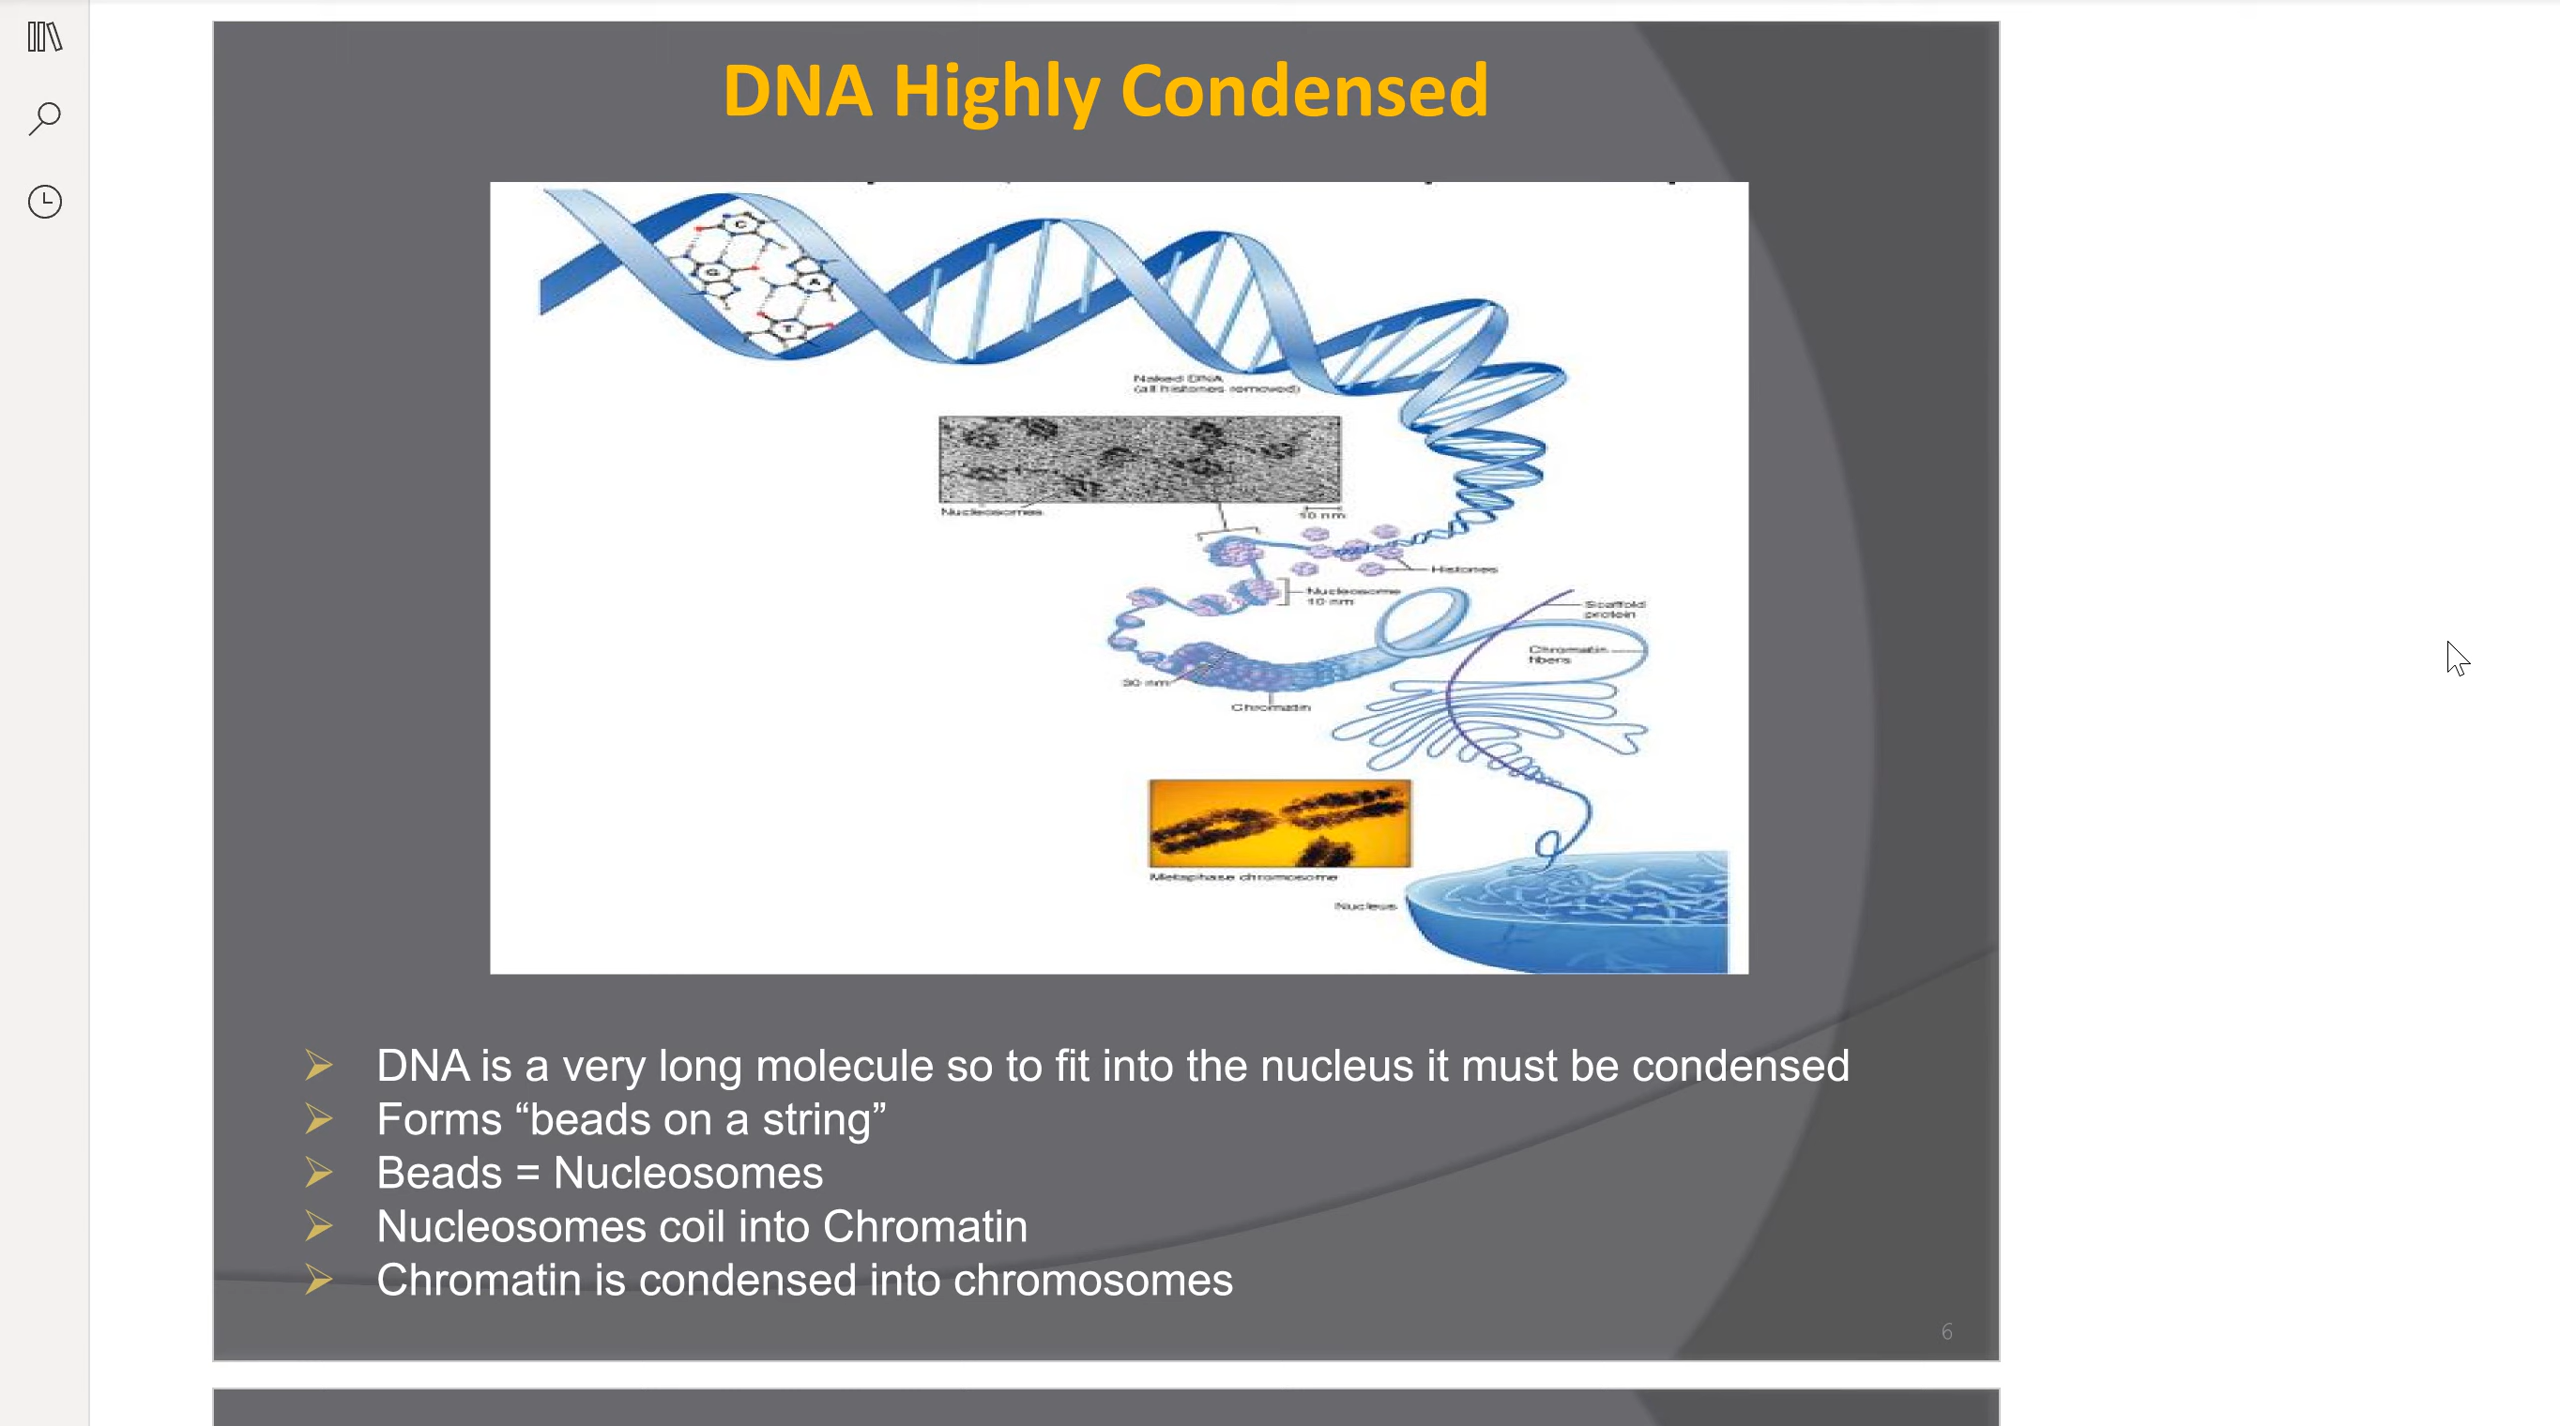 DNA Highly Condensed
C
G
A
T
Naked DNA
(all histones removed)
Nucleosomes
10 nm
Histones
Nucleosome
10 nm
Scaffold
protein
Chromatin
fibers
30 nm
Chromatin
Metaphase chromosome
Nucleus
DNA is a very long molecule so to fit into the nucleus it must be condensed
Forms “beads on a string”
Beads = Nucleosomes
Nucleosomes coil into Chromatin
Chromatin is condensed into chromosomes
6